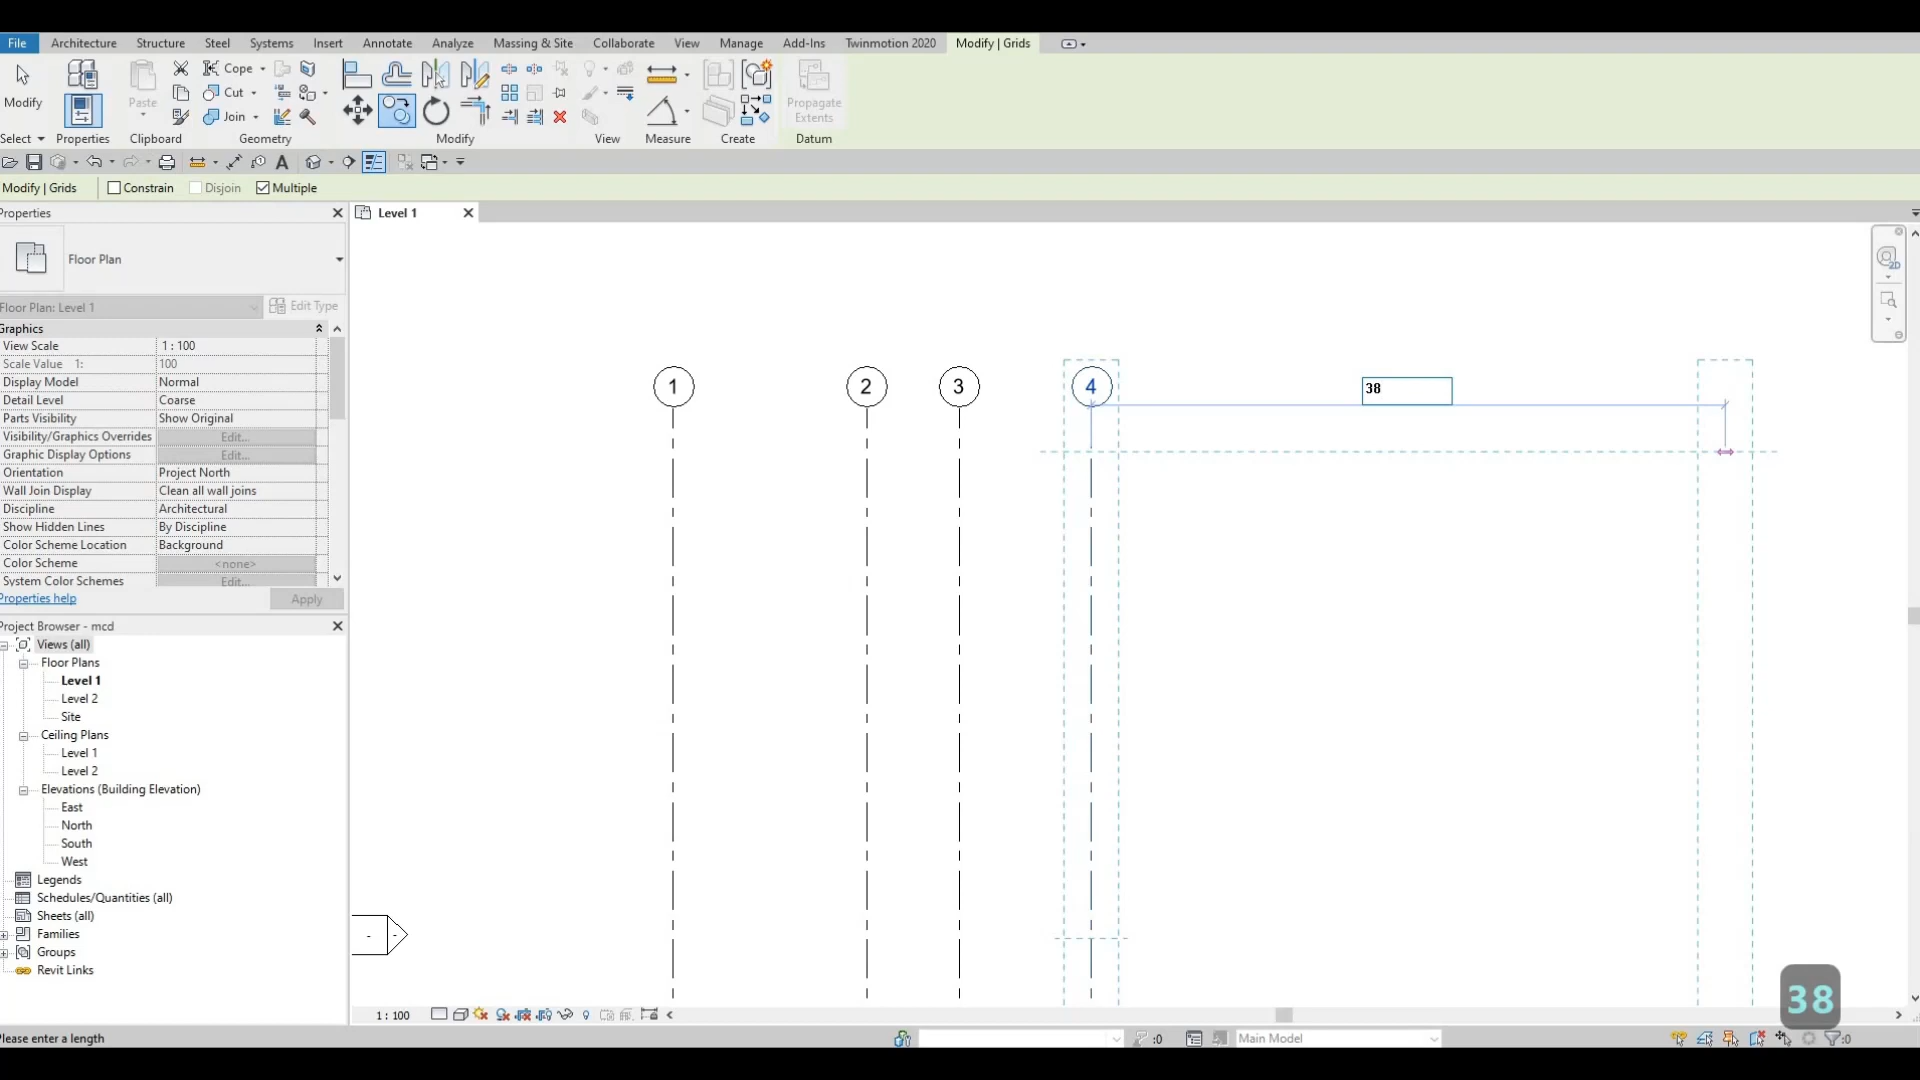 File Architecture Structure Steel Systems Insert Annotate Analyze Massing & Site Collaborate View Manage Add-Ins Twinmotion 2020 Modify | Grids
Cope
Cut
Join
Modify
Paste
Propagate
Extents
Select Properties Clipboard Geometry Modify View Measure Create Datum
A
Modify | Grids Constrain Disjoin Multiple
Properties
Level 1
Floor Plan
2D
Floor Plan: Level 1 Edit Type
Graphics
View Scale 1 : 100
Scale Value 1: 100
Display Model Normal
Detail Level Coarse
Parts Visibility Show Original
Visibility/Graphics Overrides Edit...
Graphic Display Options Edit...
Orientation Project North
Wall Join Display Clean all wall joins
Discipline Architectural
Show Hidden Lines By Discipline
Color Scheme Location Background
Color Scheme <none>
System Color Schemes Edit...
Properties help Apply
1 2 3 4 38
Project Browser - mcd
Views (all)
Floor Plans
Level 1
Level 2
Site
Ceiling Plans
Level 1
Level 2
Elevations (Building Elevation)
East
North
South
West
Legends
Schedules/Quantities (all)
Sheets (all)
Families
Groups
Revit Links
38
1 : 100
Please enter a length :0 Main Model :0